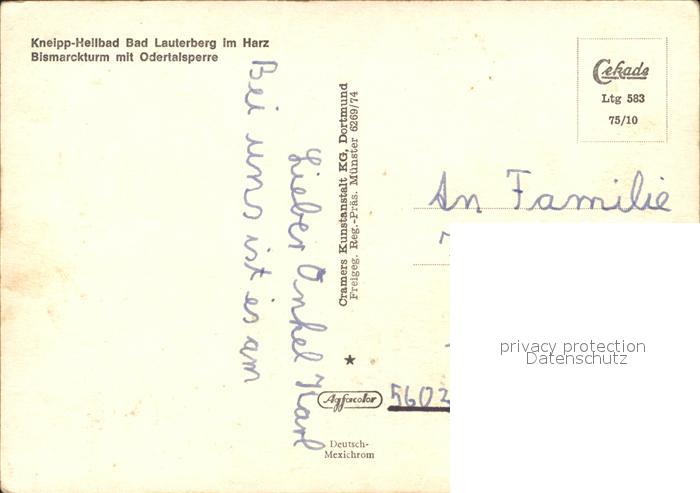 Kneipp-Heilbad Bad Lauterberg im Harz
Bismarckturm mit Odertalsperre
Cekade
Ltg 583
75/10
Cramers Kunstanstalt KG, Dortmund
Freigeg. Reg.-Präs. Münster 6269/74
Lieber Onkel Karl
Bei uns ist es am
An Familie
privacy protection
Datenschutz
★
Agfacolor
5602
Deutsch-
Mexichrom